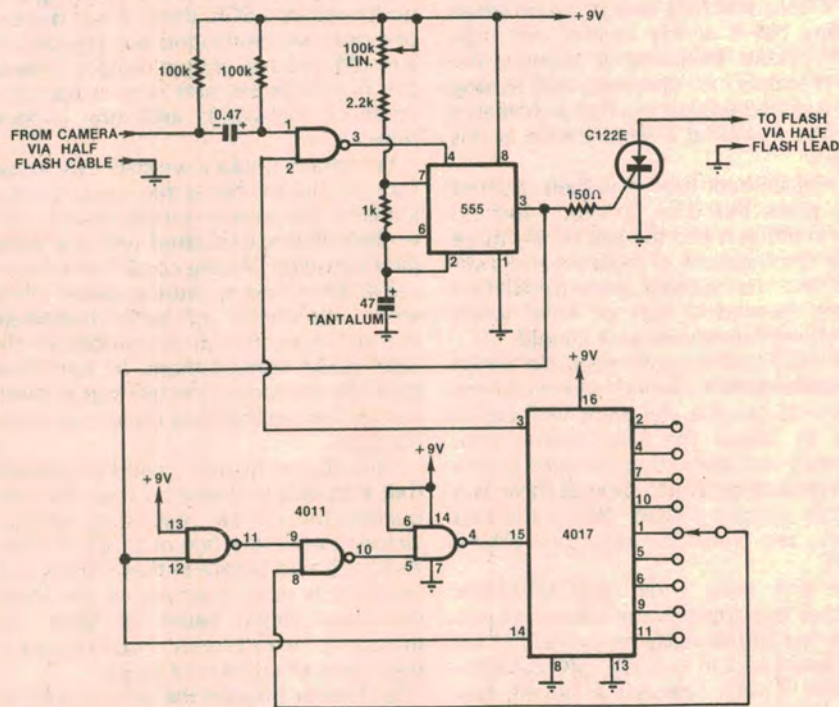 +9V
100k
100k
100k
LIN.
2.2k
0.47
- +
FROM CAMERA
VIA HALF
FLASH CABLE
1
2
3
4
8
7
6
2
1
3
555
1k
47
TANTALUM
-
150Ω
C122E
TO FLASH
VIA HALF
FLASH LEAD
+9V
16
3
15
14
4017
8
13
2
4
7
10
1
5
6
9
11
+9V
13
12
11
4011
9
8
10
+9V
6
5
14
7
4